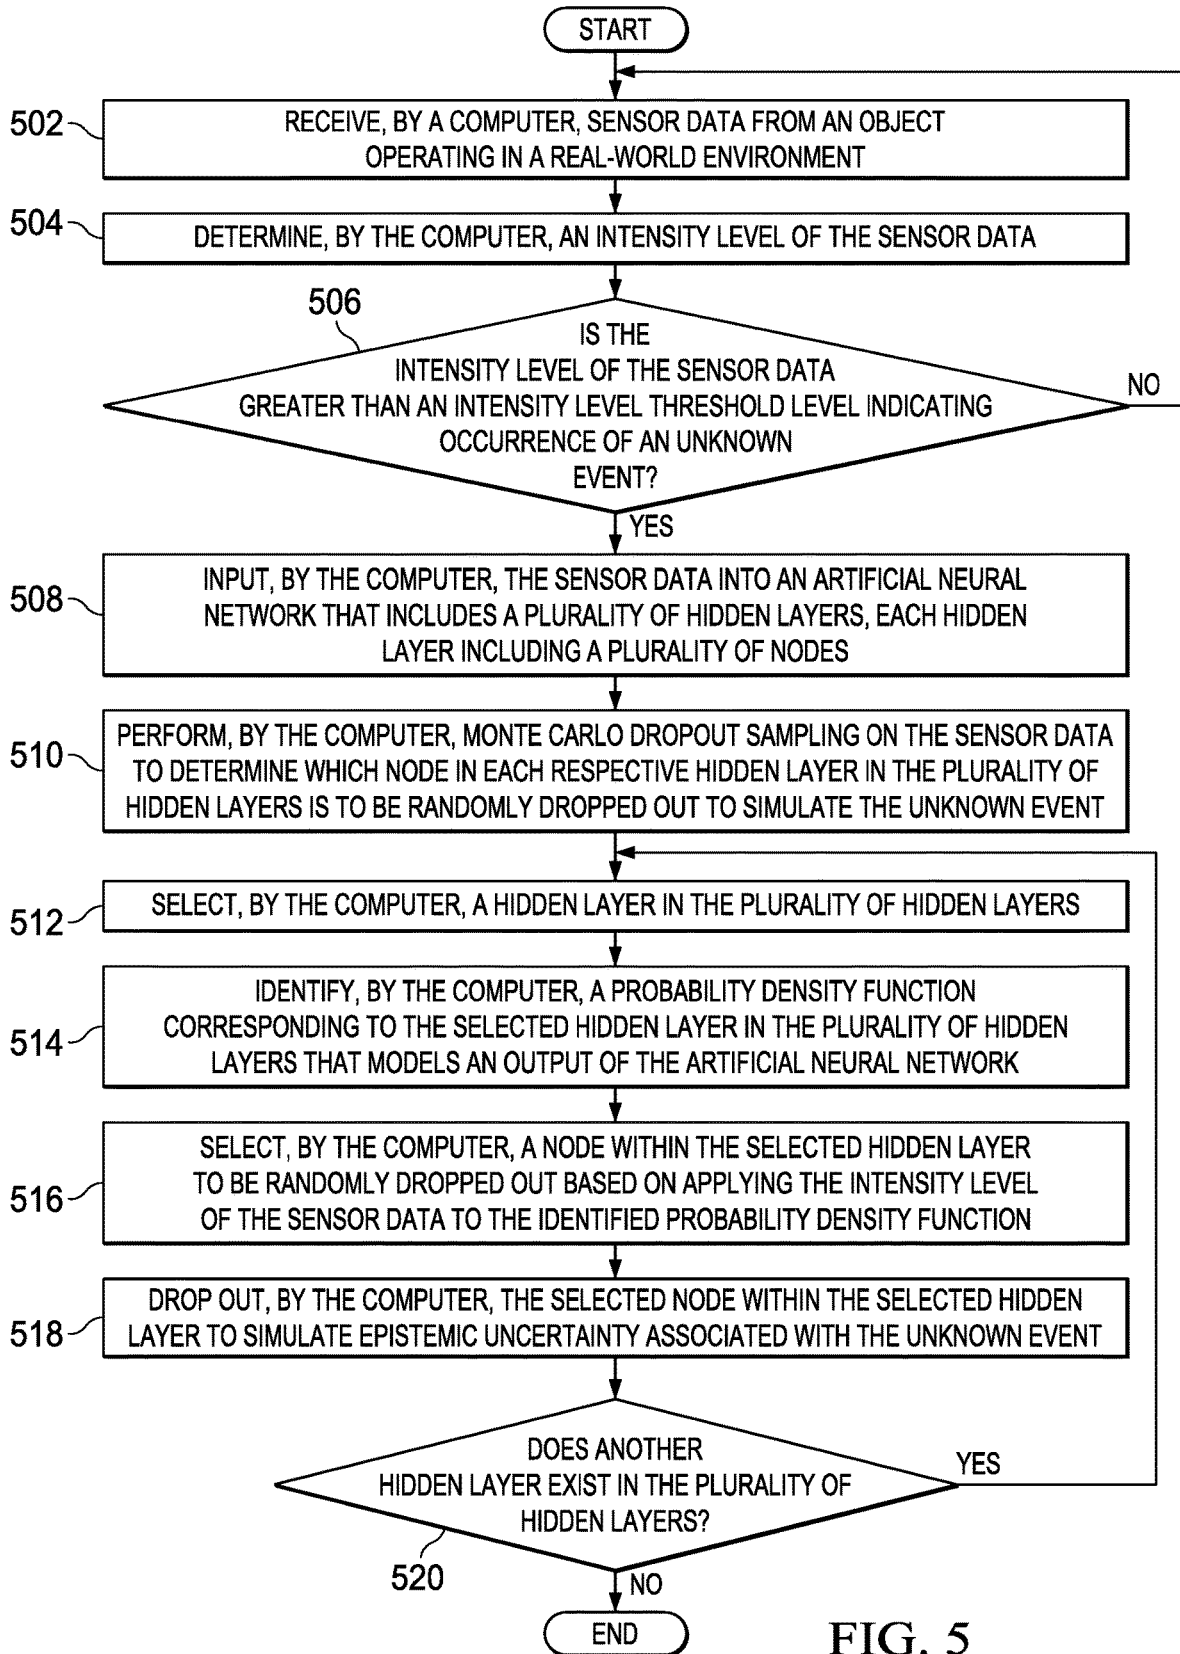 START
502
RECEIVE, BY A COMPUTER, SENSOR DATA FROM AN OBJECT
OPERATING IN A REAL-WORLD ENVIRONMENT
504
DETERMINE, BY THE COMPUTER, AN INTENSITY LEVEL OF THE SENSOR DATA
506
IS THE
INTENSITY LEVEL OF THE SENSOR DATA
GREATER THAN AN INTENSITY LEVEL THRESHOLD LEVEL INDICATING
OCCURRENCE OF AN UNKNOWN
EVENT?
NO
YES
508
INPUT, BY THE COMPUTER, THE SENSOR DATA INTO AN ARTIFICIAL NEURAL
NETWORK THAT INCLUDES A PLURALITY OF HIDDEN LAYERS, EACH HIDDEN
LAYER INCLUDING A PLURALITY OF NODES
510
PERFORM, BY THE COMPUTER, MONTE CARLO DROPOUT SAMPLING ON THE SENSOR DATA
TO DETERMINE WHICH NODE IN EACH RESPECTIVE HIDDEN LAYER IN THE PLURALITY OF
HIDDEN LAYERS IS TO BE RANDOMLY DROPPED OUT TO SIMULATE THE UNKNOWN EVENT
512
SELECT, BY THE COMPUTER, A HIDDEN LAYER IN THE PLURALITY OF HIDDEN LAYERS
514
IDENTIFY, BY THE COMPUTER, A PROBABILITY DENSITY FUNCTION
CORRESPONDING TO THE SELECTED HIDDEN LAYER IN THE PLURALITY OF HIDDEN
LAYERS THAT MODELS AN OUTPUT OF THE ARTIFICIAL NEURAL NETWORK
516
SELECT, BY THE COMPUTER, A NODE WITHIN THE SELECTED HIDDEN LAYER
TO BE RANDOMLY DROPPED OUT BASED ON APPLYING THE INTENSITY LEVEL
OF THE SENSOR DATA TO THE IDENTIFIED PROBABILITY DENSITY FUNCTION
518
DROP OUT, BY THE COMPUTER, THE SELECTED NODE WITHIN THE SELECTED HIDDEN
LAYER TO SIMULATE EPISTEMIC UNCERTAINTY ASSOCIATED WITH THE UNKNOWN EVENT
DOES ANOTHER
HIDDEN LAYER EXIST IN THE PLURALITY OF
HIDDEN LAYERS?
YES
520
NO
END
FIG. 5